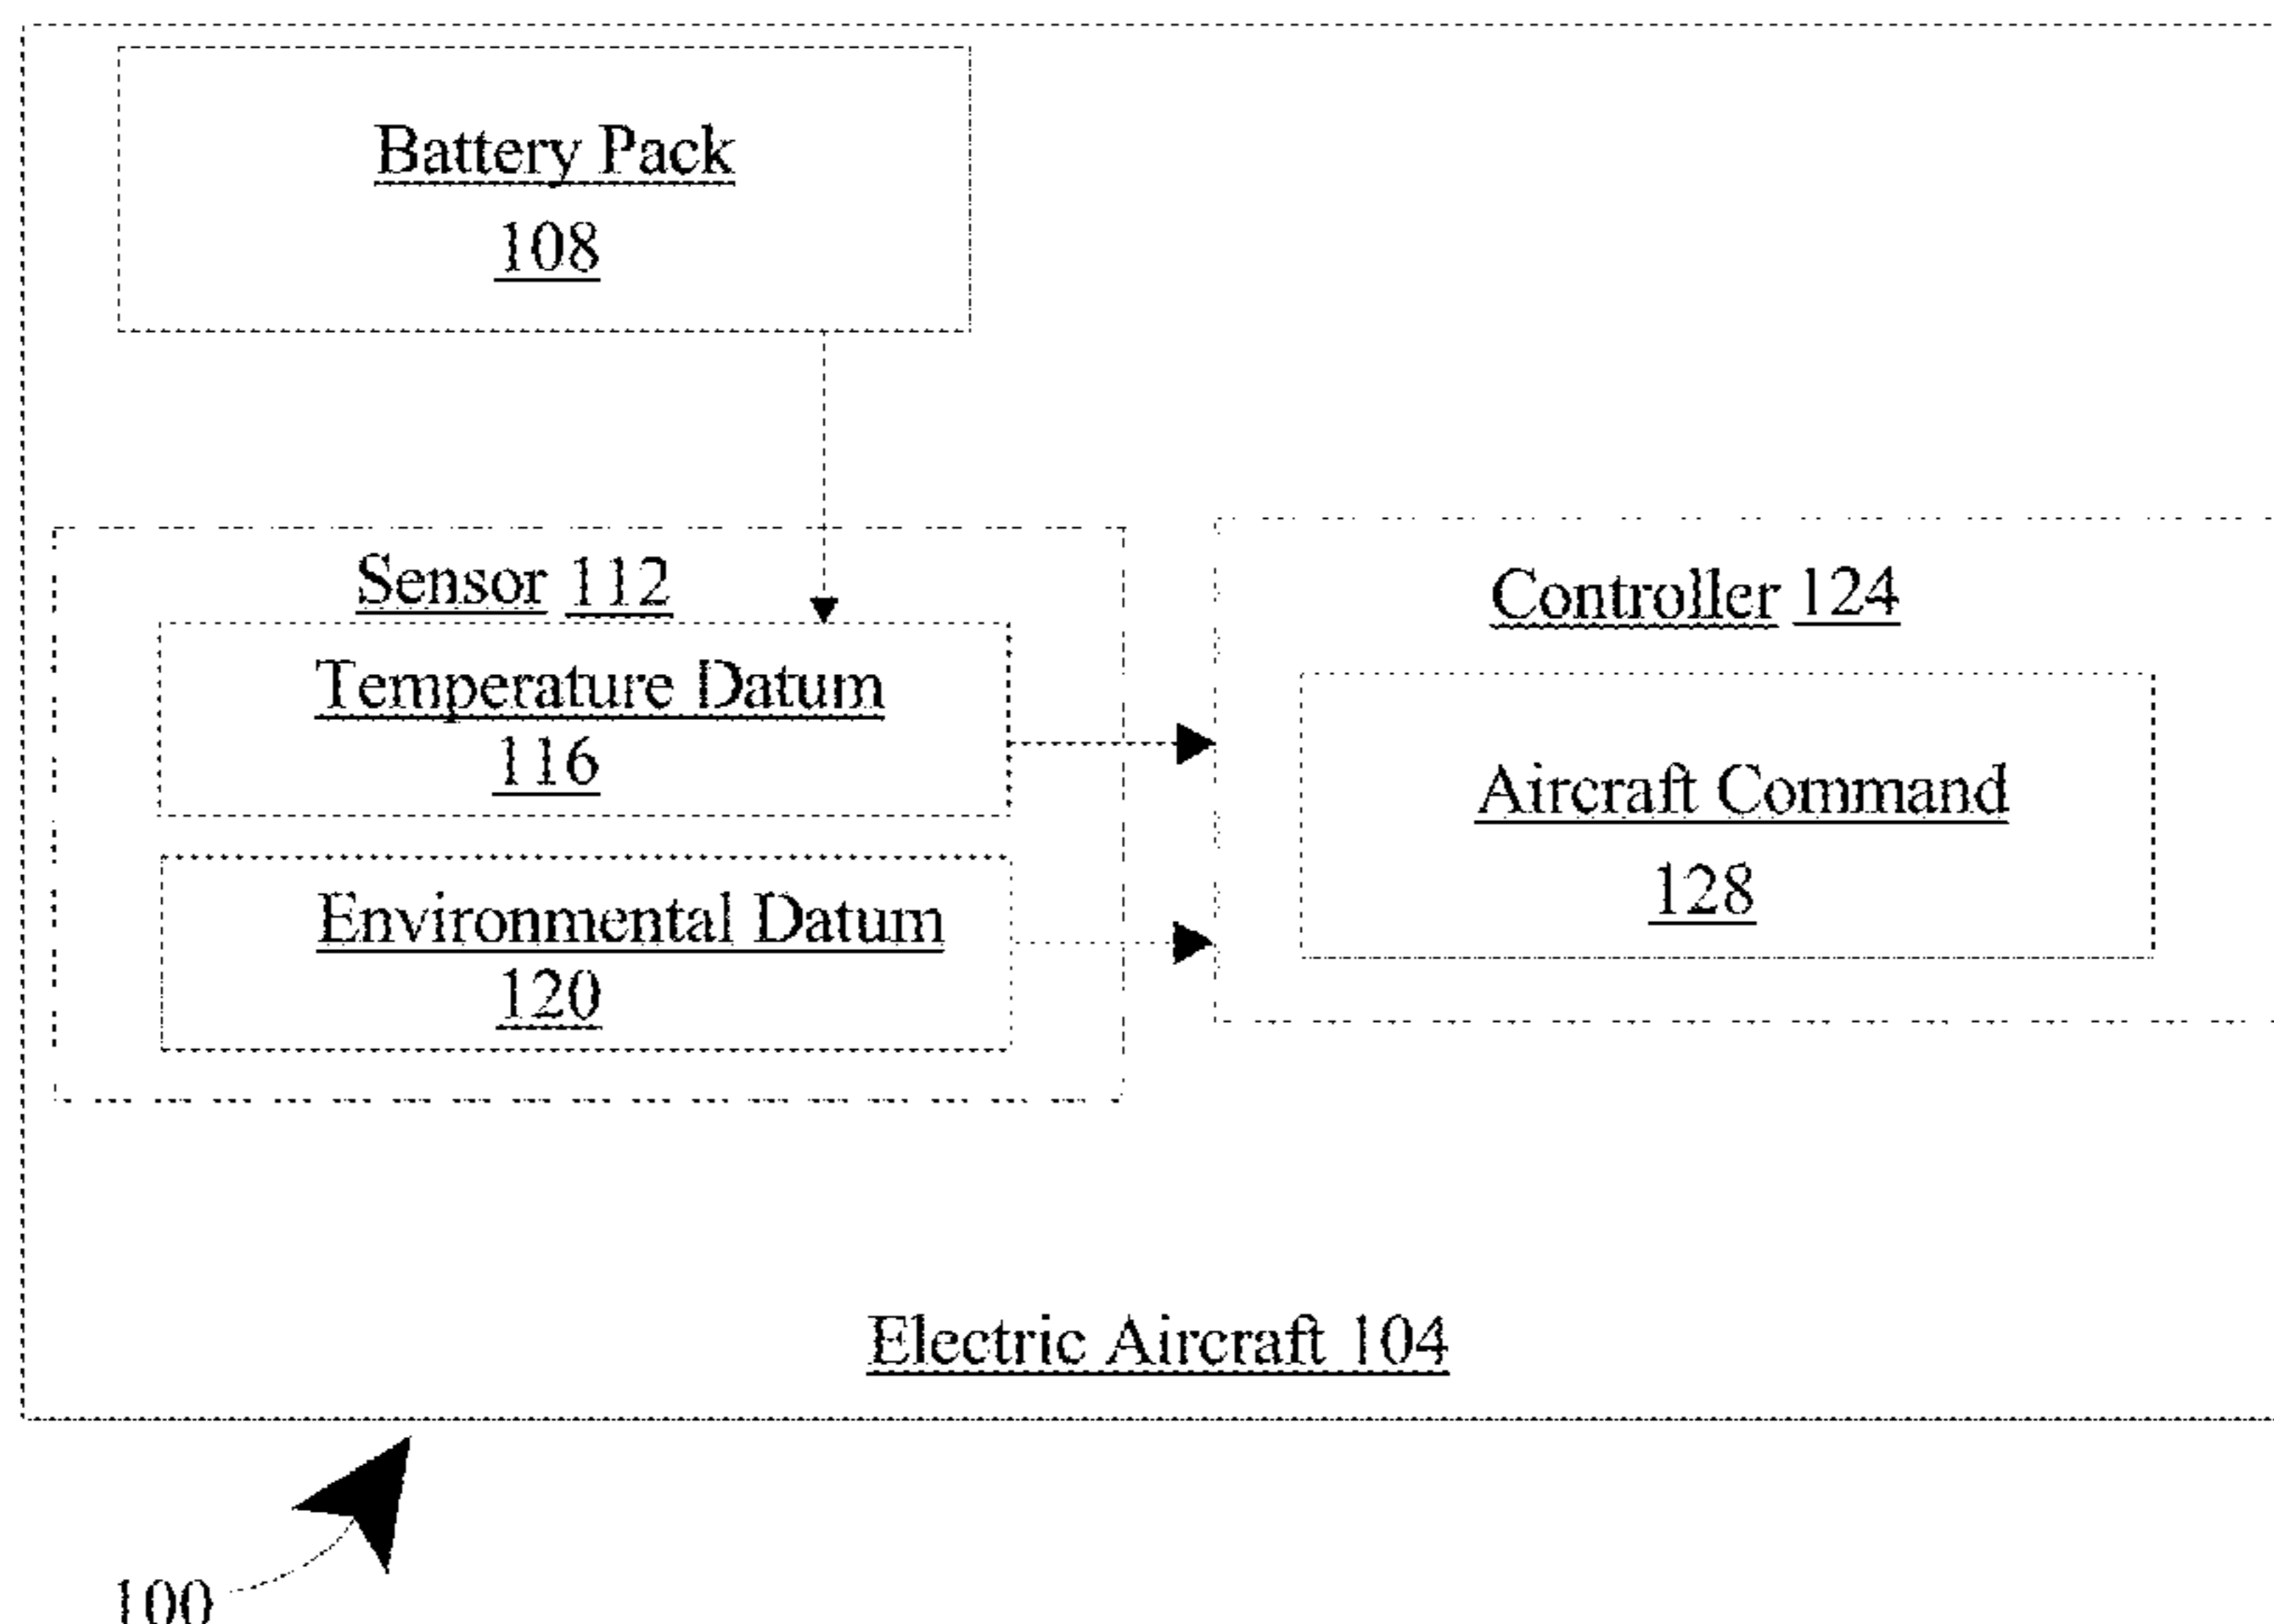 Battery Pack
108
Sensor 112
Temperature Datum
116
Environmental Datum
120
Controller 124
Aircraft Command
128
Electric Aircraft 104
100